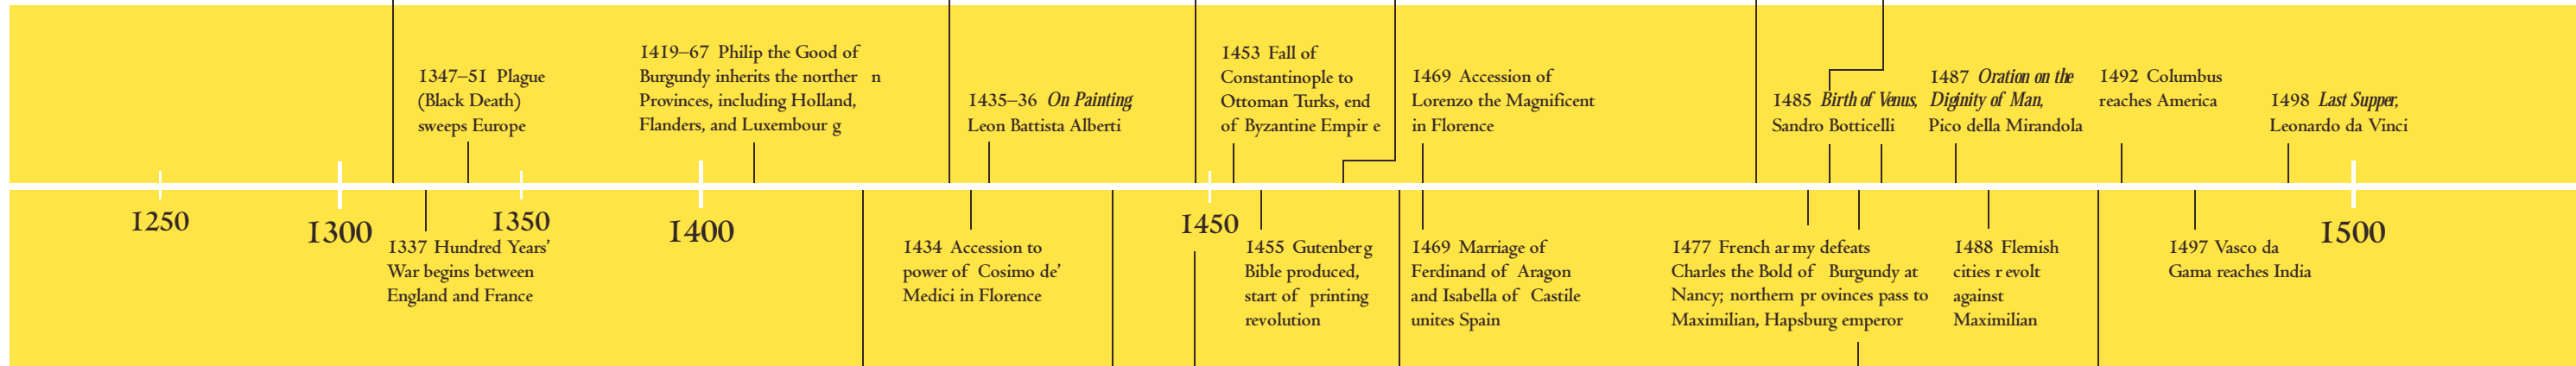 1347–51 Plague
(Black Death)
sweeps Europe
1419–67 Philip the Good of
Burgundy inherits the norther n
Provinces, including Holland,
Flanders, and Luxembour g
1435–36 On Painting
Leon Battista Alberti
1453 Fall of
Constantinople to
Ottoman Turks, end
of Byzantine Empir e
1469 Accession of
Lorenzo the Magnificent
in Florence
1485 Birth of Venus,
Sandro Botticelli
1487 Oration on the
Diginity of Man,
Pico della Mirandola
1492 Columbus
reaches America
1498 Last Supper,
Leonardo da Vinci
1250
1300
1350
1400
1450
1500
1337 Hundred Years’
War begins between
England and France
1434 Accession to
power of Cosimo de’
Medici in Florence
1455 Gutenberg
Bible produced,
start of printing
revolution
1469 Marriage of
Ferdinand of Aragon
and Isabella of Castile
unites Spain
1477 French army defeats
Charles the Bold of Burgundy at
Nancy; northern pr ovinces pass to
Maximilian, Hapsburg emperor
1488 Flemish
cities r evolt
against
Maximilian
1497 Vasco da
Gama reaches India